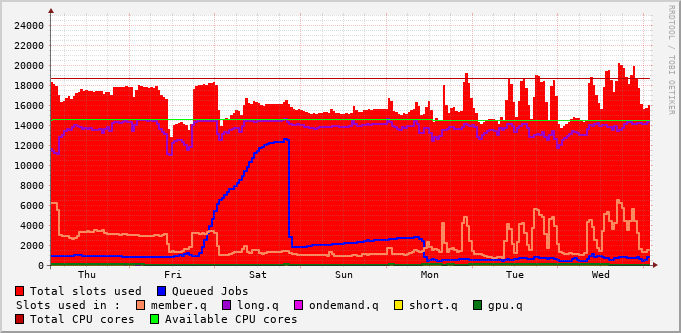 24000
22000
20000
18000
16000
14000
12000
10000
8000
6000
4000
2000
0
Thu Fri Sat Sun Mon Tue Wed
Total slots used Queued Jobs
Slots used in : member.q long.q ondemand.q short.q gpu.q
Total CPU cores Available CPU cores
RRDTOOL / TOBI OETIKER